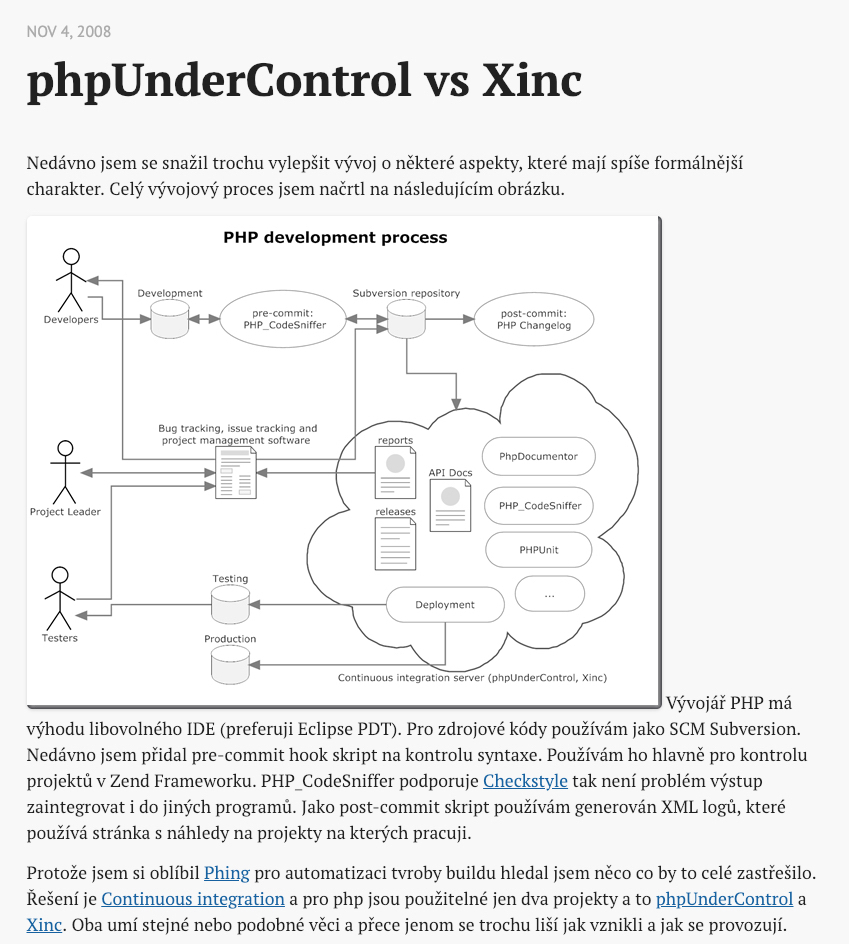 NOV 4, 2008
phpUnderControl vs Xinc
Nedávno jsem se snažil trochu vylepšit vývoj o některé aspekty, které mají spíše formálnější
charakter. Celý vývojový proces jsem načrtl na následujícím obrázku.
PHP development process
Developers
Development
pre-commit:
PHP_CodeSniffer
Subversion repository
post-commit:
PHP Changelog
Bug tracking, issue tracking and
project management software
Project Leader
reports
API Docs
releases
PhpDocumentor
PHP_CodeSniffer
PHPUnit
...
Testing
Deployment
Testers
Production
Continuous integration server (phpUnderControl, Xinc)
Vývojář PHP má
výhodu libovolného IDE (preferuji Eclipse PDT). Pro zdrojové kódy používám jako SCM Subversion.
Nedávno jsem přidal pre-commit hook skript na kontrolu syntaxe. Používám ho hlavně pro kontrolu
projektů v Zend Frameworku. PHP_CodeSniffer podporuje Checkstyle tak není problém výstup
zaintegrovat i do jiných programů. Jako post-commit skript používám generován XML logů, které
používá stránka s náhledy na projekty na kterých pracuji.
Protože jsem si oblíbil Phing pro automatizaci tvroby buildu hledal jsem něco co by to celé zastřešilo.
Řešení je Continuous integration a pro php jsou použitelné jen dva projekty a to phpUnderControl a
Xinc. Oba umí stejné nebo podobné věci a přece jenom se trochu liší jak vznikli a jak se provozují.